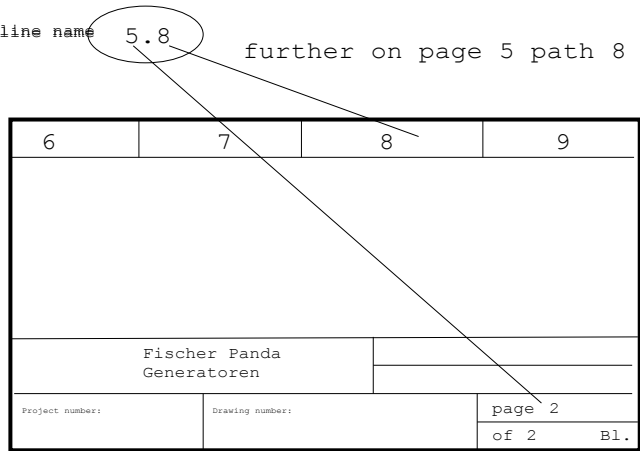 line name 5.8
further on page 5 path 8
6 7 8 9
Fischer Panda
Generatoren
Project number: Drawing number: page 2
of 2 Bl.